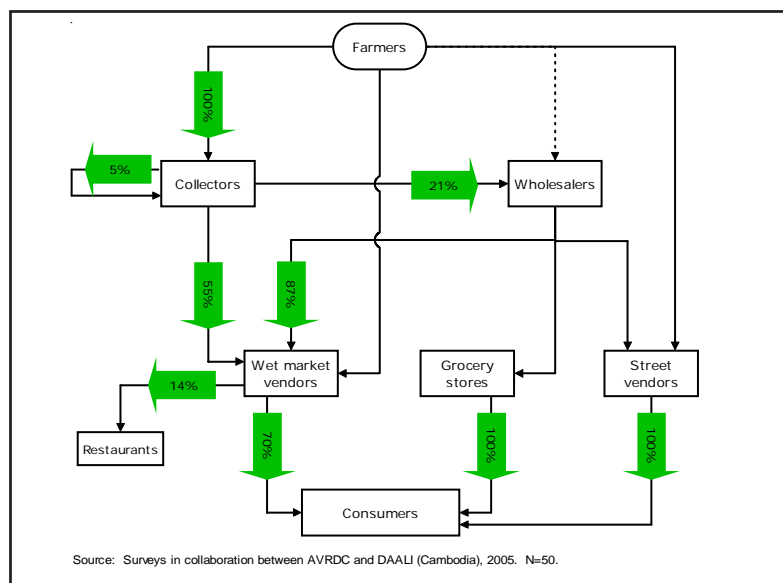 Farmers
100%
5%
Collectors
21%
Wholesalers
55%
87%
Wet market
vendors
Grocery
stores
Street
vendors
14%
Restaurants
70%
100%
100%
Consumers
Source: Surveys in collaboration between AVRDC and DAALI (Cambodia), 2005. N=50.